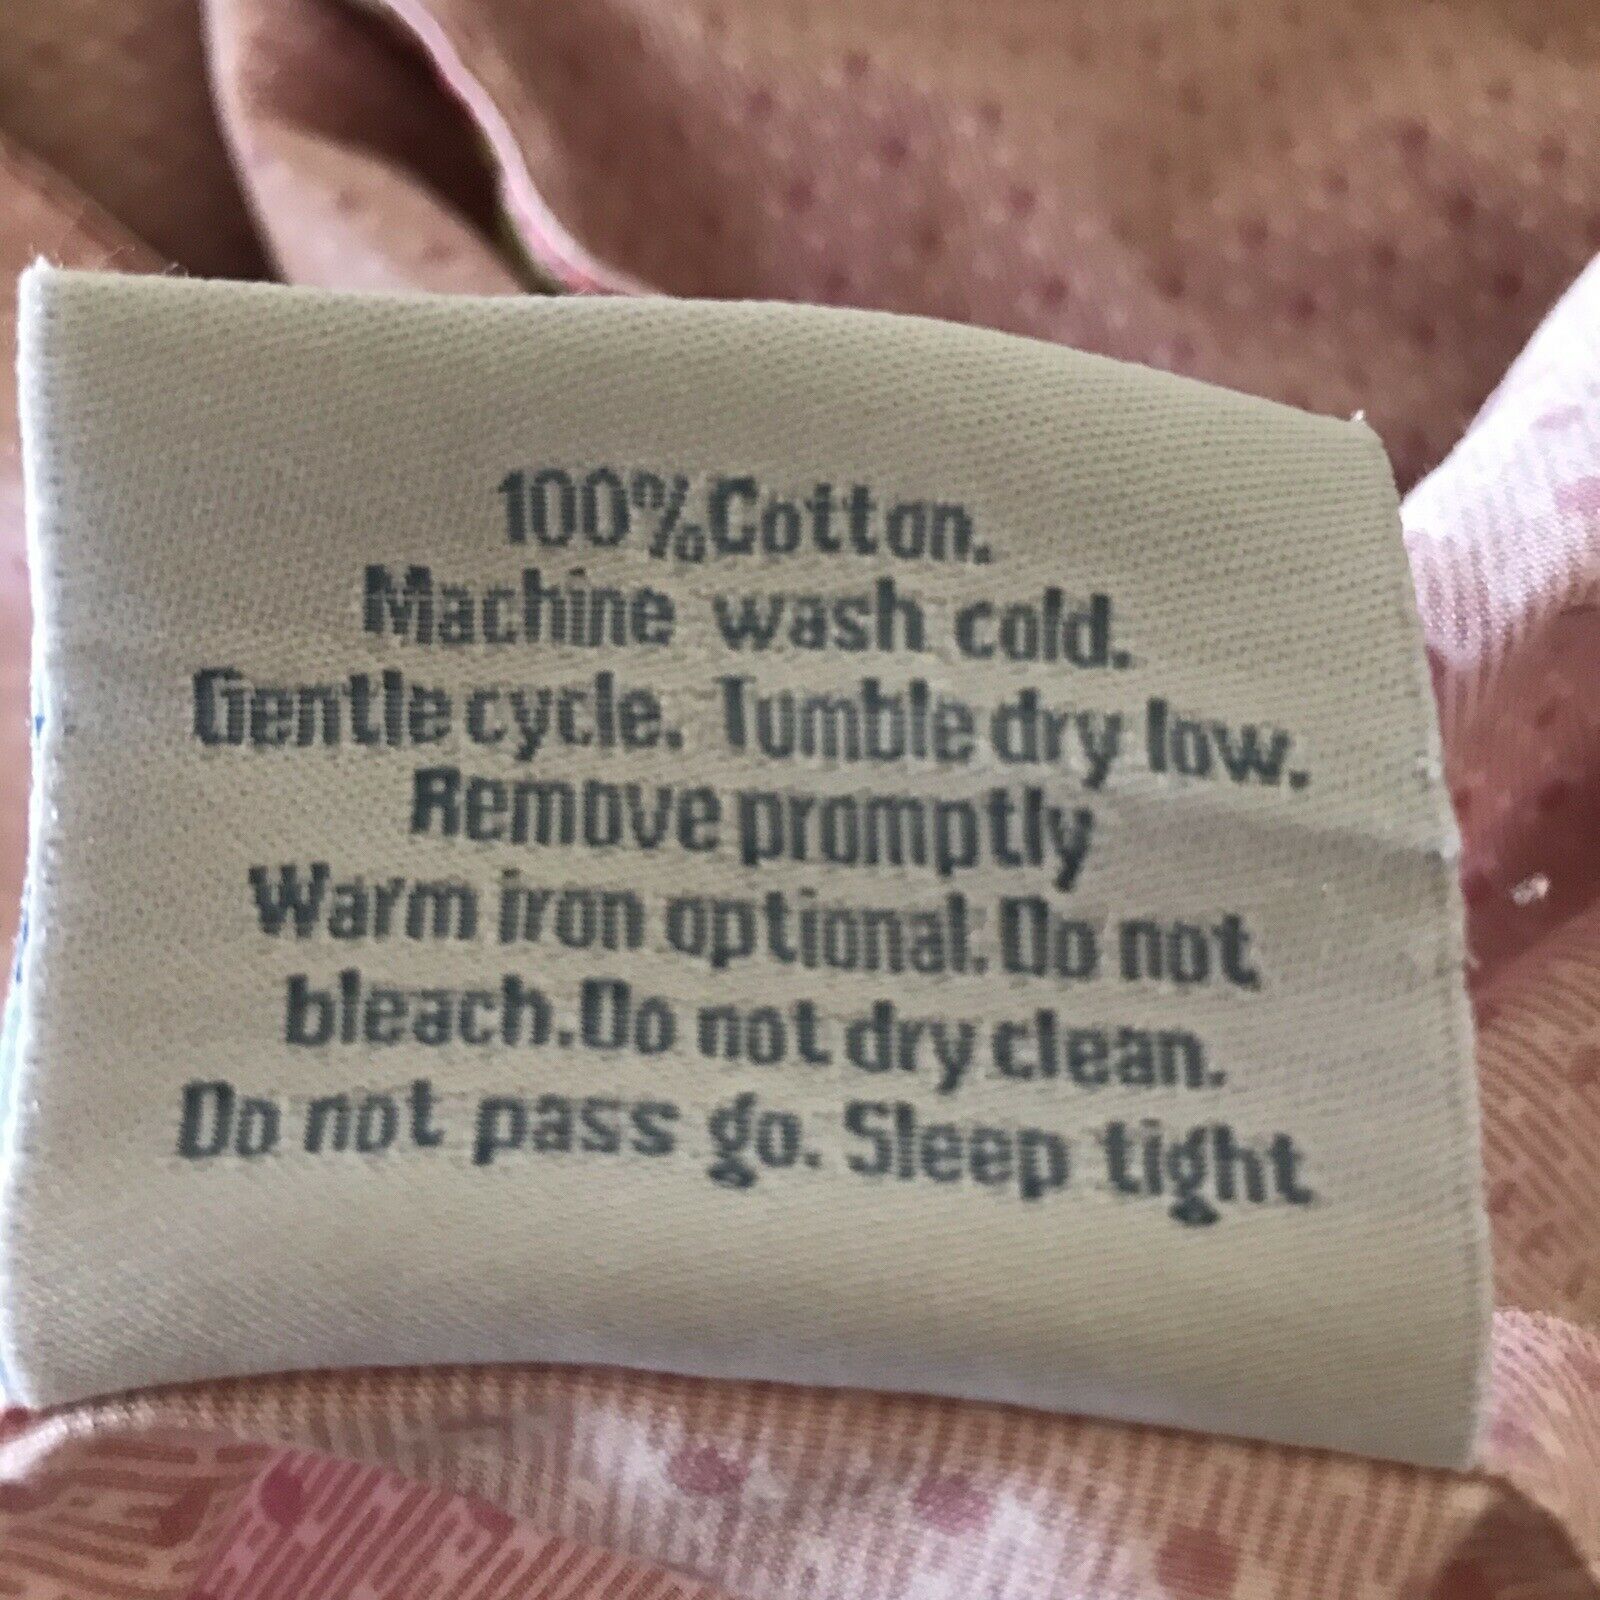 100%Cotton.
Machine wash cold.
Gentle cycle. Tumble dry low.
Remove promptly
Warm iron optional. Do not
bleach.Do not dry clean.
Do not pass go. Sleep tight